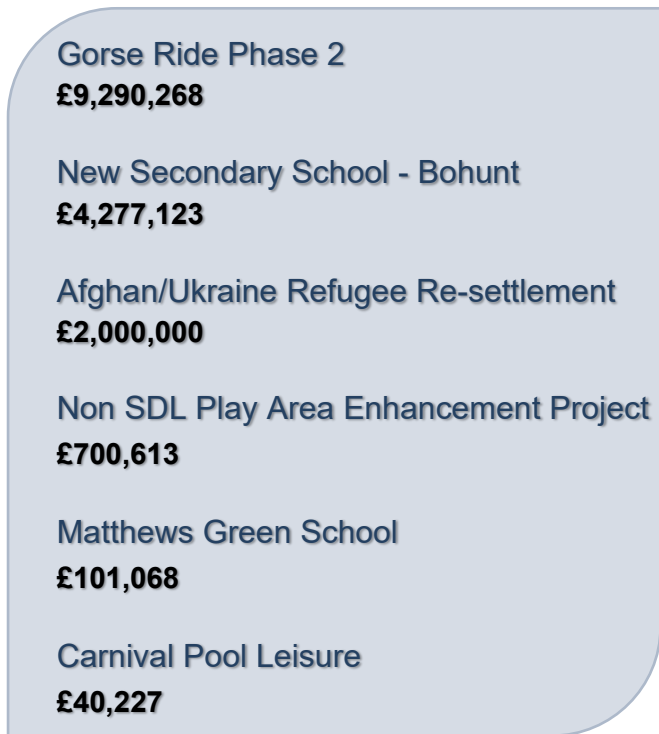 Gorse Ride Phase 2
£9,290,268
New Secondary School - Bohunt
£4,277,123
Afghan/Ukraine Refugee Re-settlement
£2,000,000
Non SDL Play Area Enhancement Project
£700,613
Matthews Green School
£101,068
Carnival Pool Leisure
£40,227